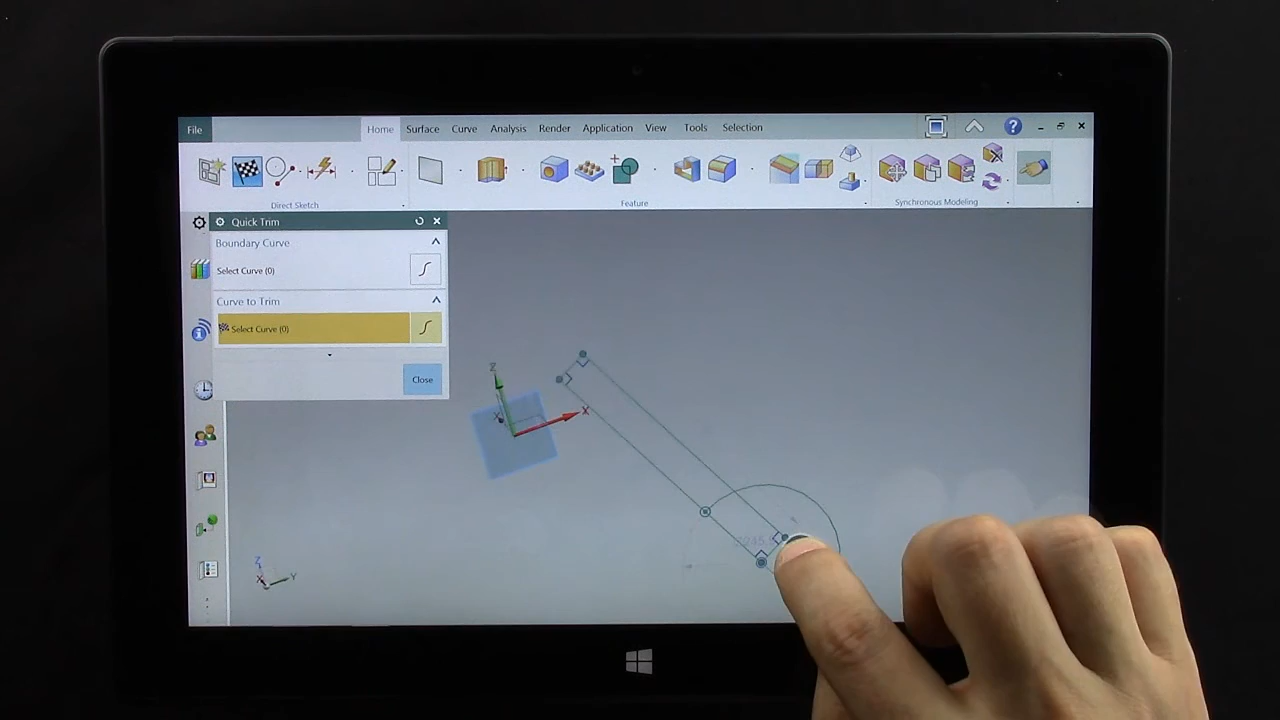 File Home Surface Curve Analysis Render Application View Tools Selection
Direct Sketch Feature Synchronous Modeling
Quick Trim
Boundary Curve
Select Curve (0)
Curve to Trim
Select Curve (0)
Close
Z
X
X
Z
X Y